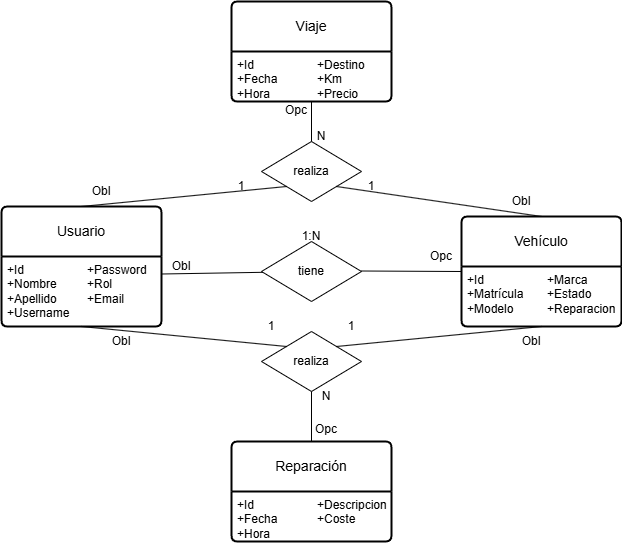 Viaje
+Id +Destino
+Fecha +Km
+Hora +Precio
Opc
N
realiza
1 1
Obl Obl
Usuario
+Id +Password
+Nombre +Rol
+Apellido +Email
+Username
1:N
Obl tiene Opc
Vehículo
+Id +Marca
+Matrícula +Estado
+Modelo +Reparacion
1 1
Obl Obl
realiza
N
Opc
Reparación
+Id +Descripcion
+Fecha +Coste
+Hora